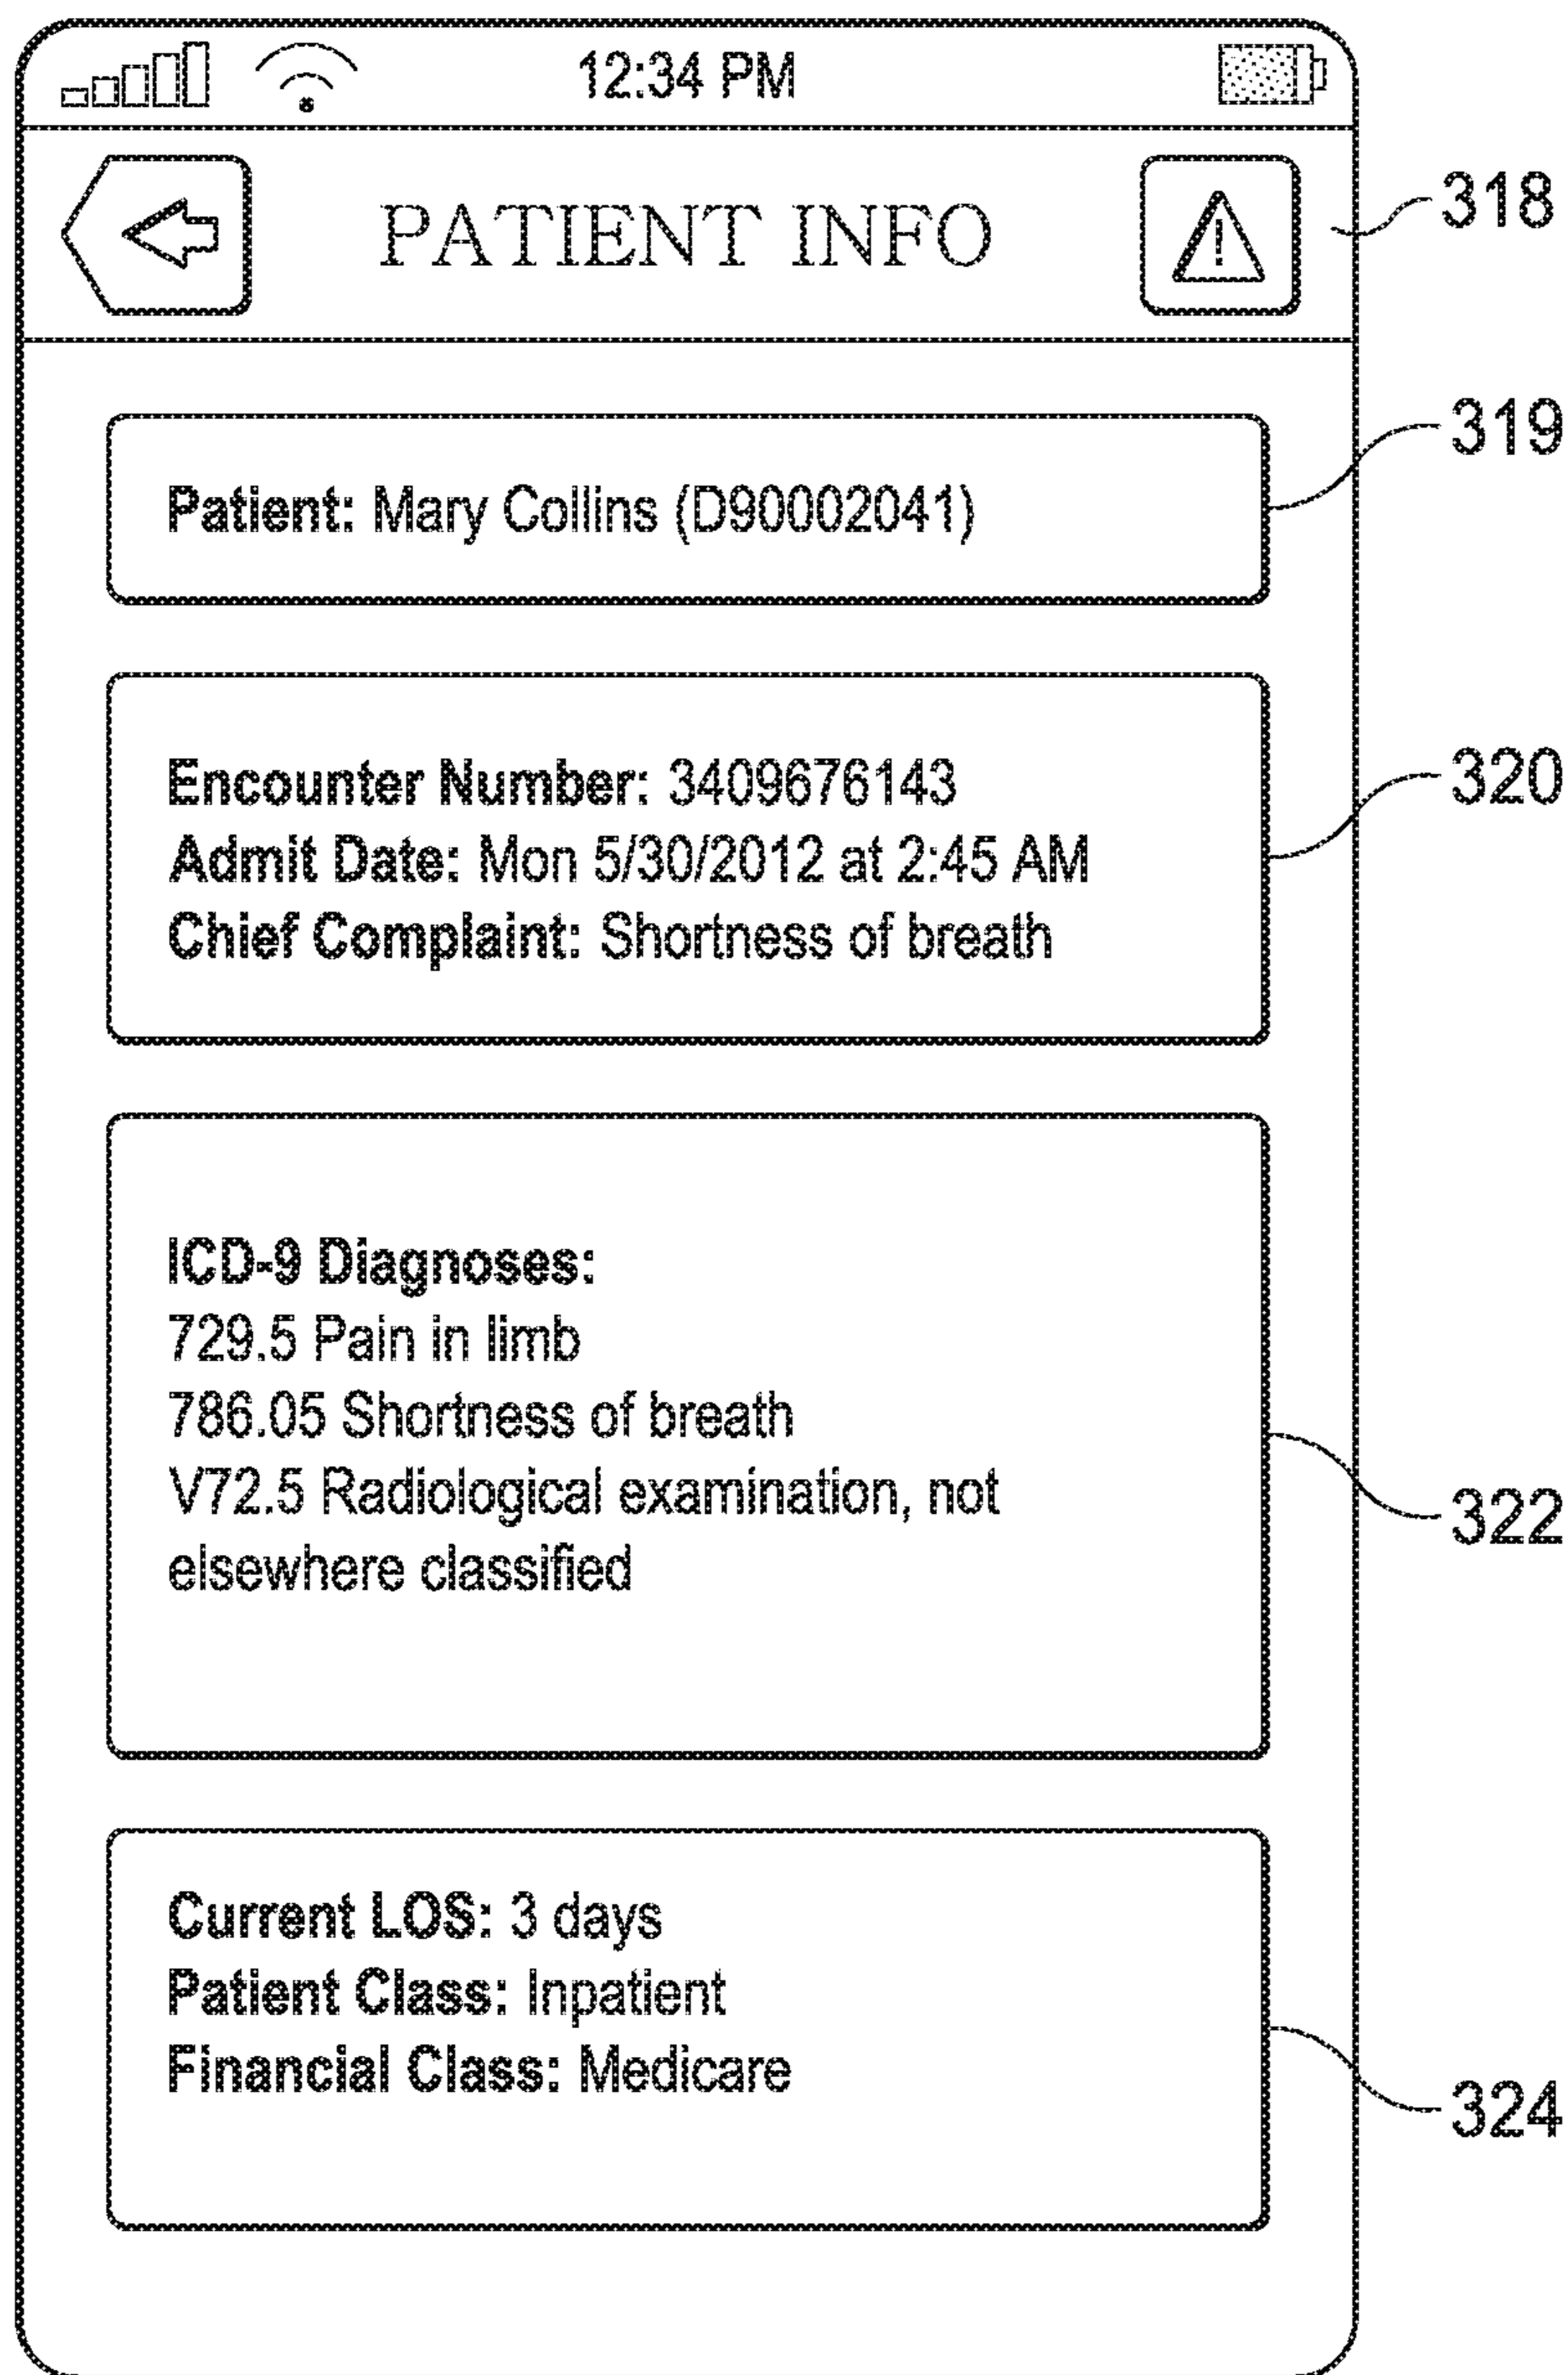 12:34 PM
PATIENT INFO
318
Patient: Mary Collins (D90002041)
319
Encounter Number: 3409676143
Admit Date: Mon 5/30/2012 at 2:45 AM
Chief Complaint: Shortness of breath
320
ICD-9 Diagnoses:
729.5 Pain in limb
786.05 Shortness of breath
V72.5 Radiological examination, not
elsewhere classified
322
Current LOS: 3 days
Patient Class: Inpatient
Financial Class: Medicare
324